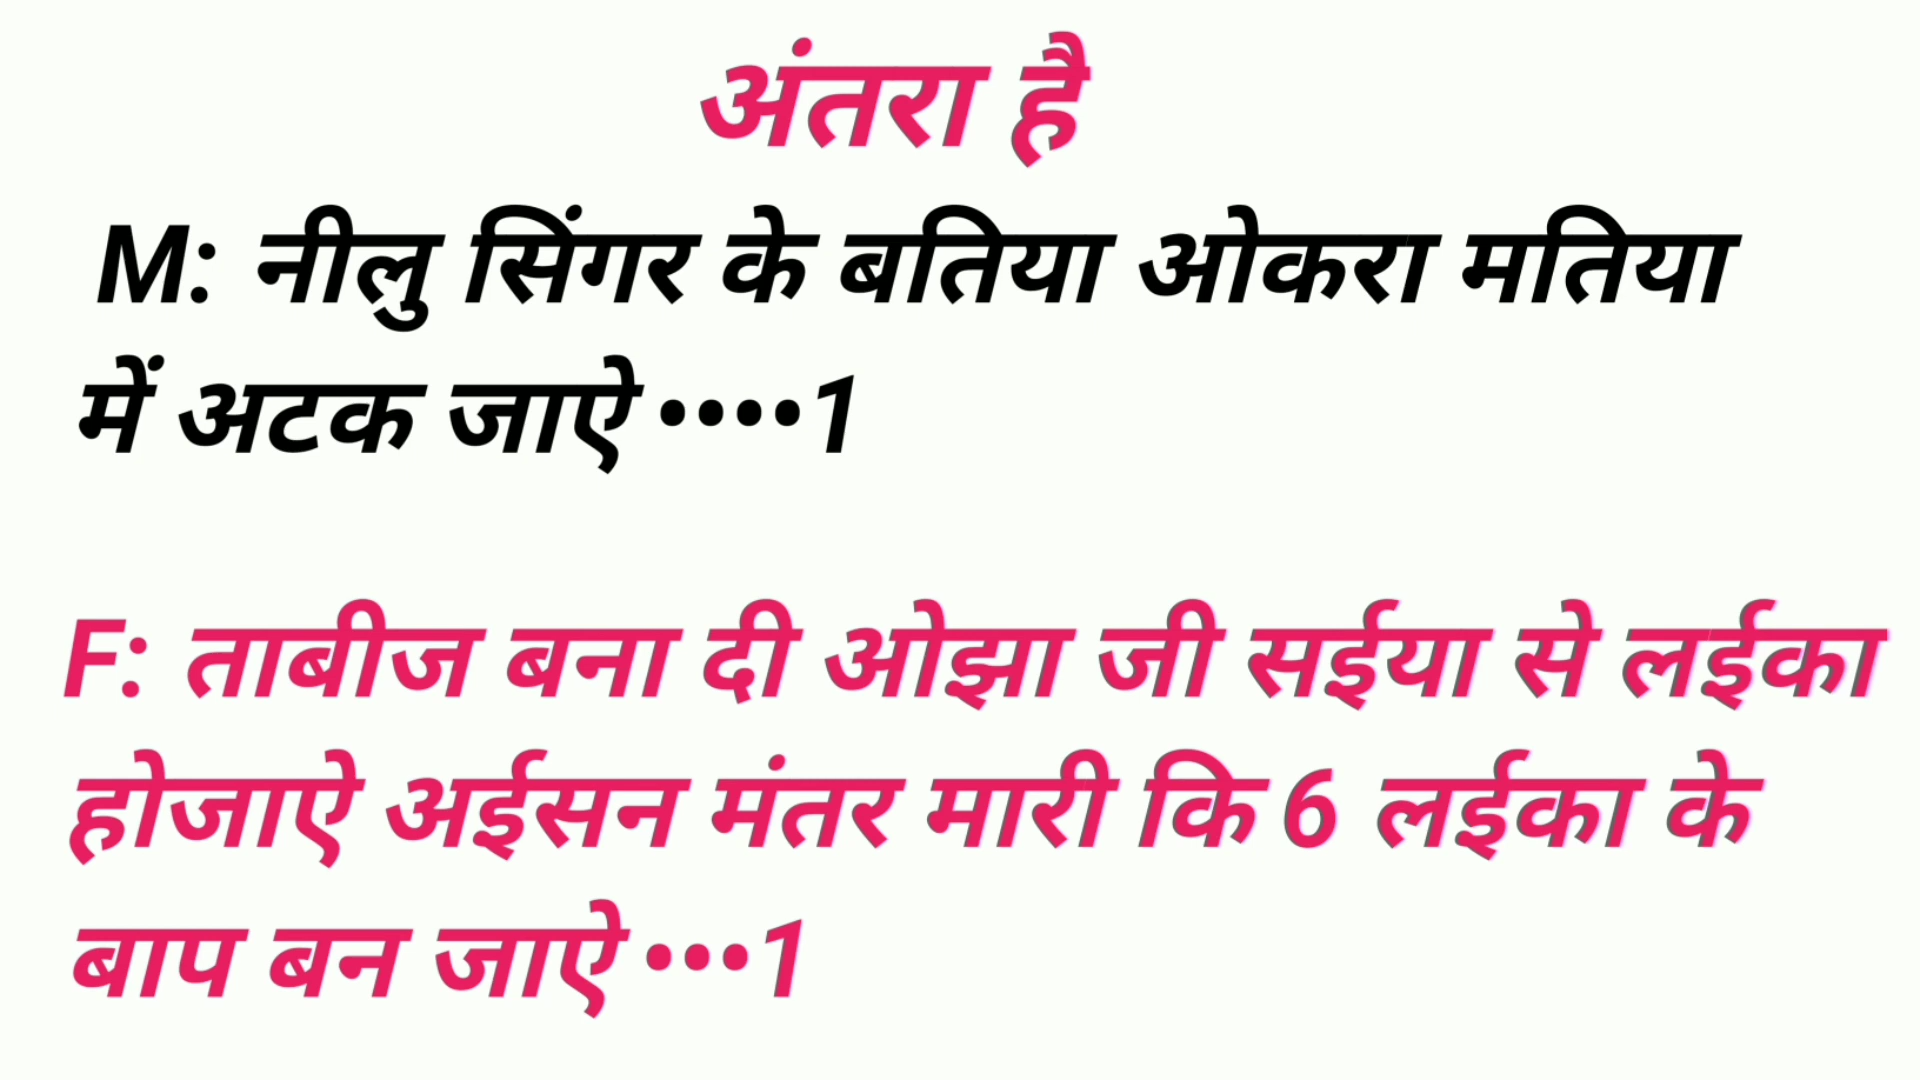 अंतरा है
M: नीलु सिंगर के बतिया ओकरा मतिया
में अटक जाऐ ••••1
F: ताबीज बना दी ओझा जी सईया से लईका
होजाऐ अईसन मंतर मारी कि 6 लईका के
बाप बन जाऐ •••1